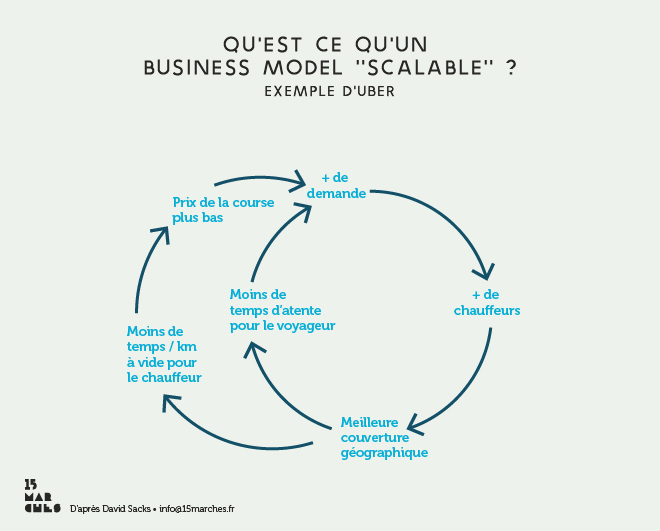 QU'EST CE QU'UN
BUSINESS MODEL "SCALABLE" ?
EXEMPLE D'UBER
+ de
demande
Prix de la course
plus bas
+ de
chauffeurs
Moins de
temps d'atente
pour le voyageur
Moins de
temps / km
à vide pour
le chauffeur
Meilleure
couverture
géographique
15
MAR
CHES
D'après David Sacks • info@15marches.fr